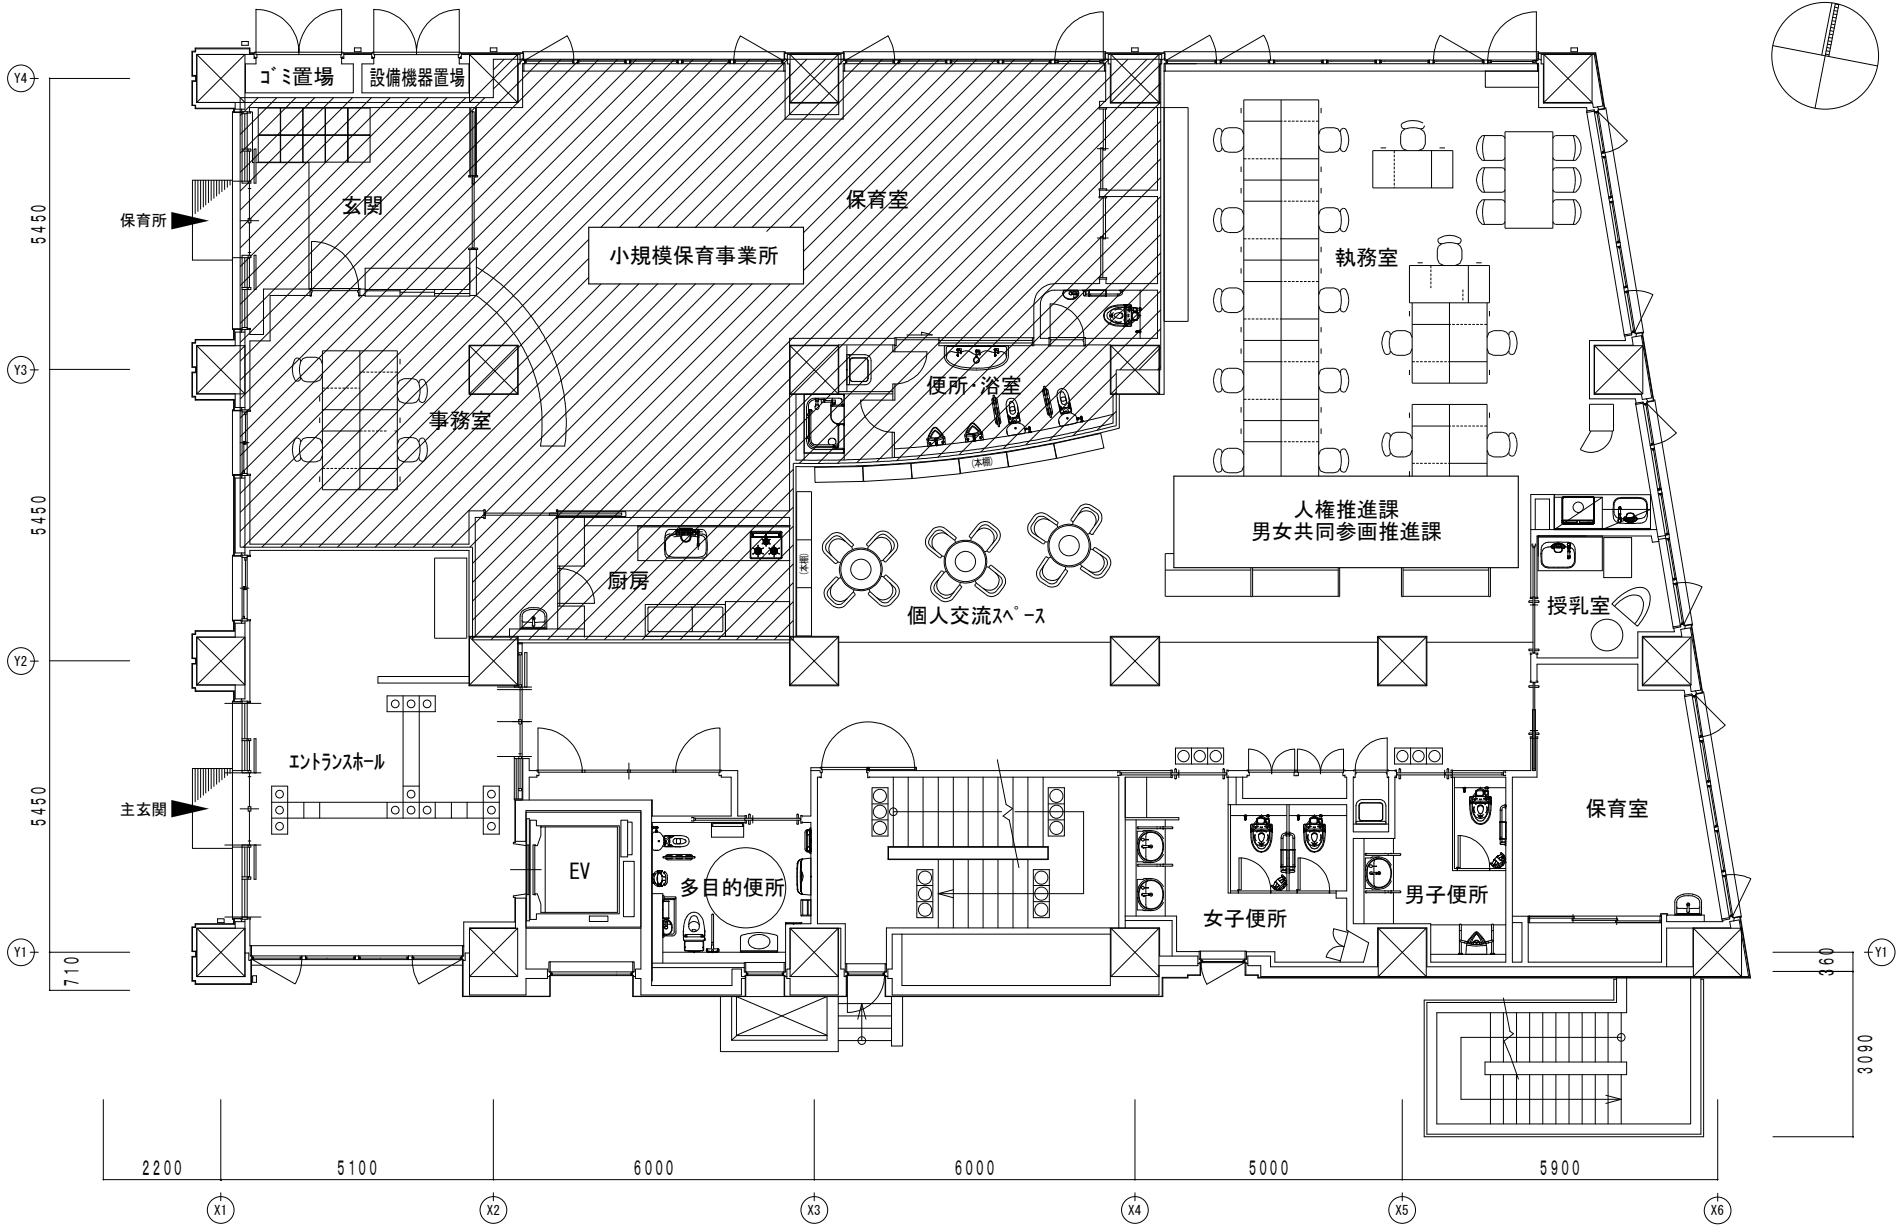 ゴミ置場
設備機器置場
Y4
玄関
保育室
保育所
5450
小規模保育事業所
執務室
Y3
便所・浴室
事務室
(本棚)
5450
人権推進課
男女共同参画推進課
(本棚)
厨房
個人交流スペース
授乳室
Y2
エントランスホール
主玄関
5450
EV
多目的便所
女子便所
男子便所
保育室
Y1
710
360
Y1
3090
2200
5100
6000
6000
5000
5900
X1
X2
X3
X4
X5
X6